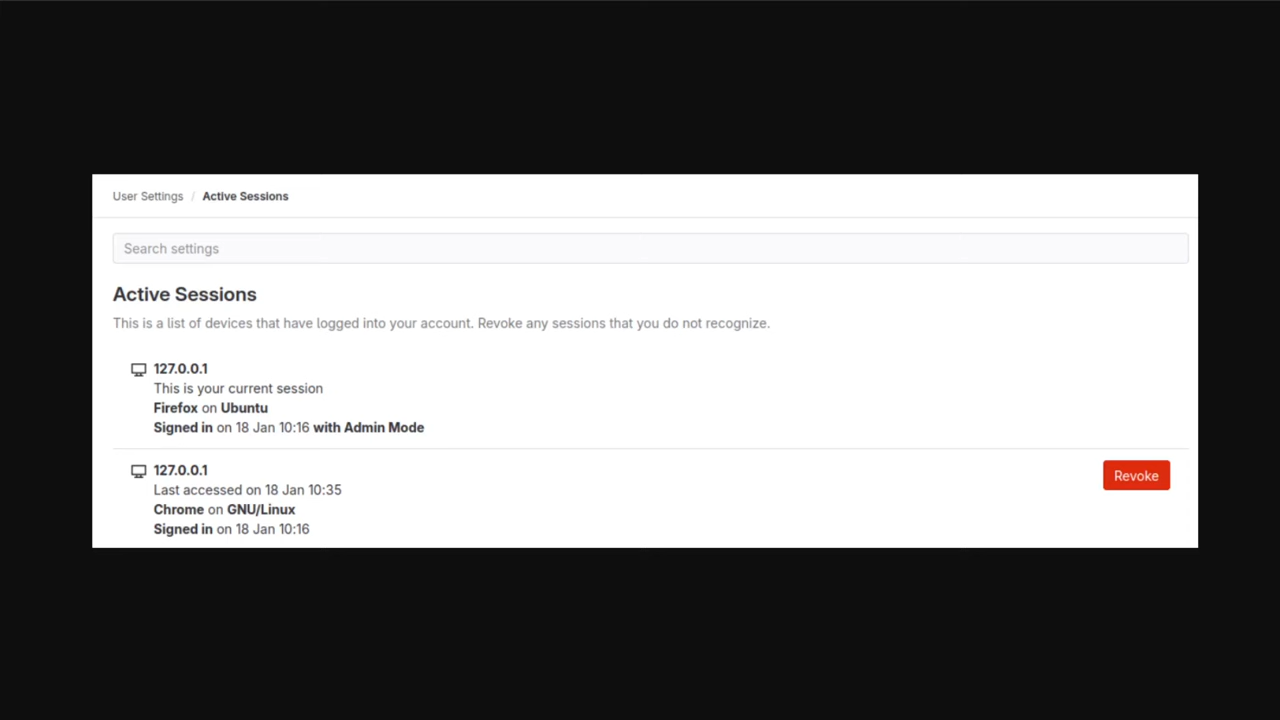 User Settings / Active Sessions
Search settings
Active Sessions
This is a list of devices that have logged into your account. Revoke any sessions that you do not recognize.
127.0.0.1
This is your current session
Firefox on Ubuntu
Signed in on 18 Jan 10:16 with Admin Mode
127.0.0.1
Revoke
Last accessed on 18 Jan 10:35
Chrome on GNU/Linux
Signed in on 18 Jan 10:16